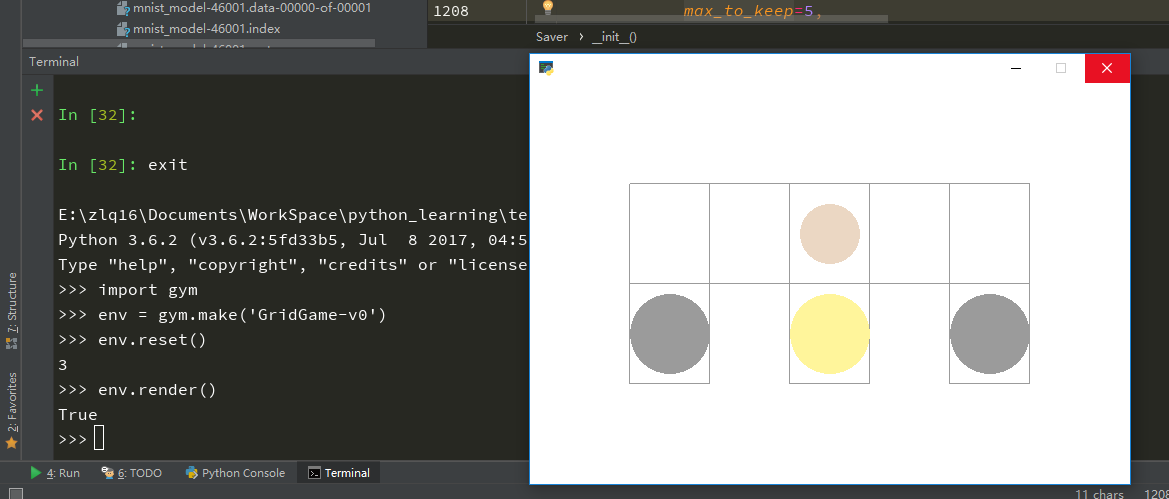 mnist_model-46001.data-00000-of-00001
mnist_model-46001.index
1208
max_to_keep=5,
Saver › __init__()
Terminal
In [32]:
In [32]: exit
E:\zlq16\Documents\WorkSpace\python_learning\te
Python 3.6.2 (v3.6.2:5fd33b5, Jul  8 2017, 04:5
Type "help", "copyright", "credits" or "license
>>> import gym
>>> env = gym.make('GridGame-v0')
>>> env.reset()
3
>>> env.render()
True
>>>
7: Structure
2: Favorites
4: Run
6: TODO
Python Console
Terminal
11 chars
1208